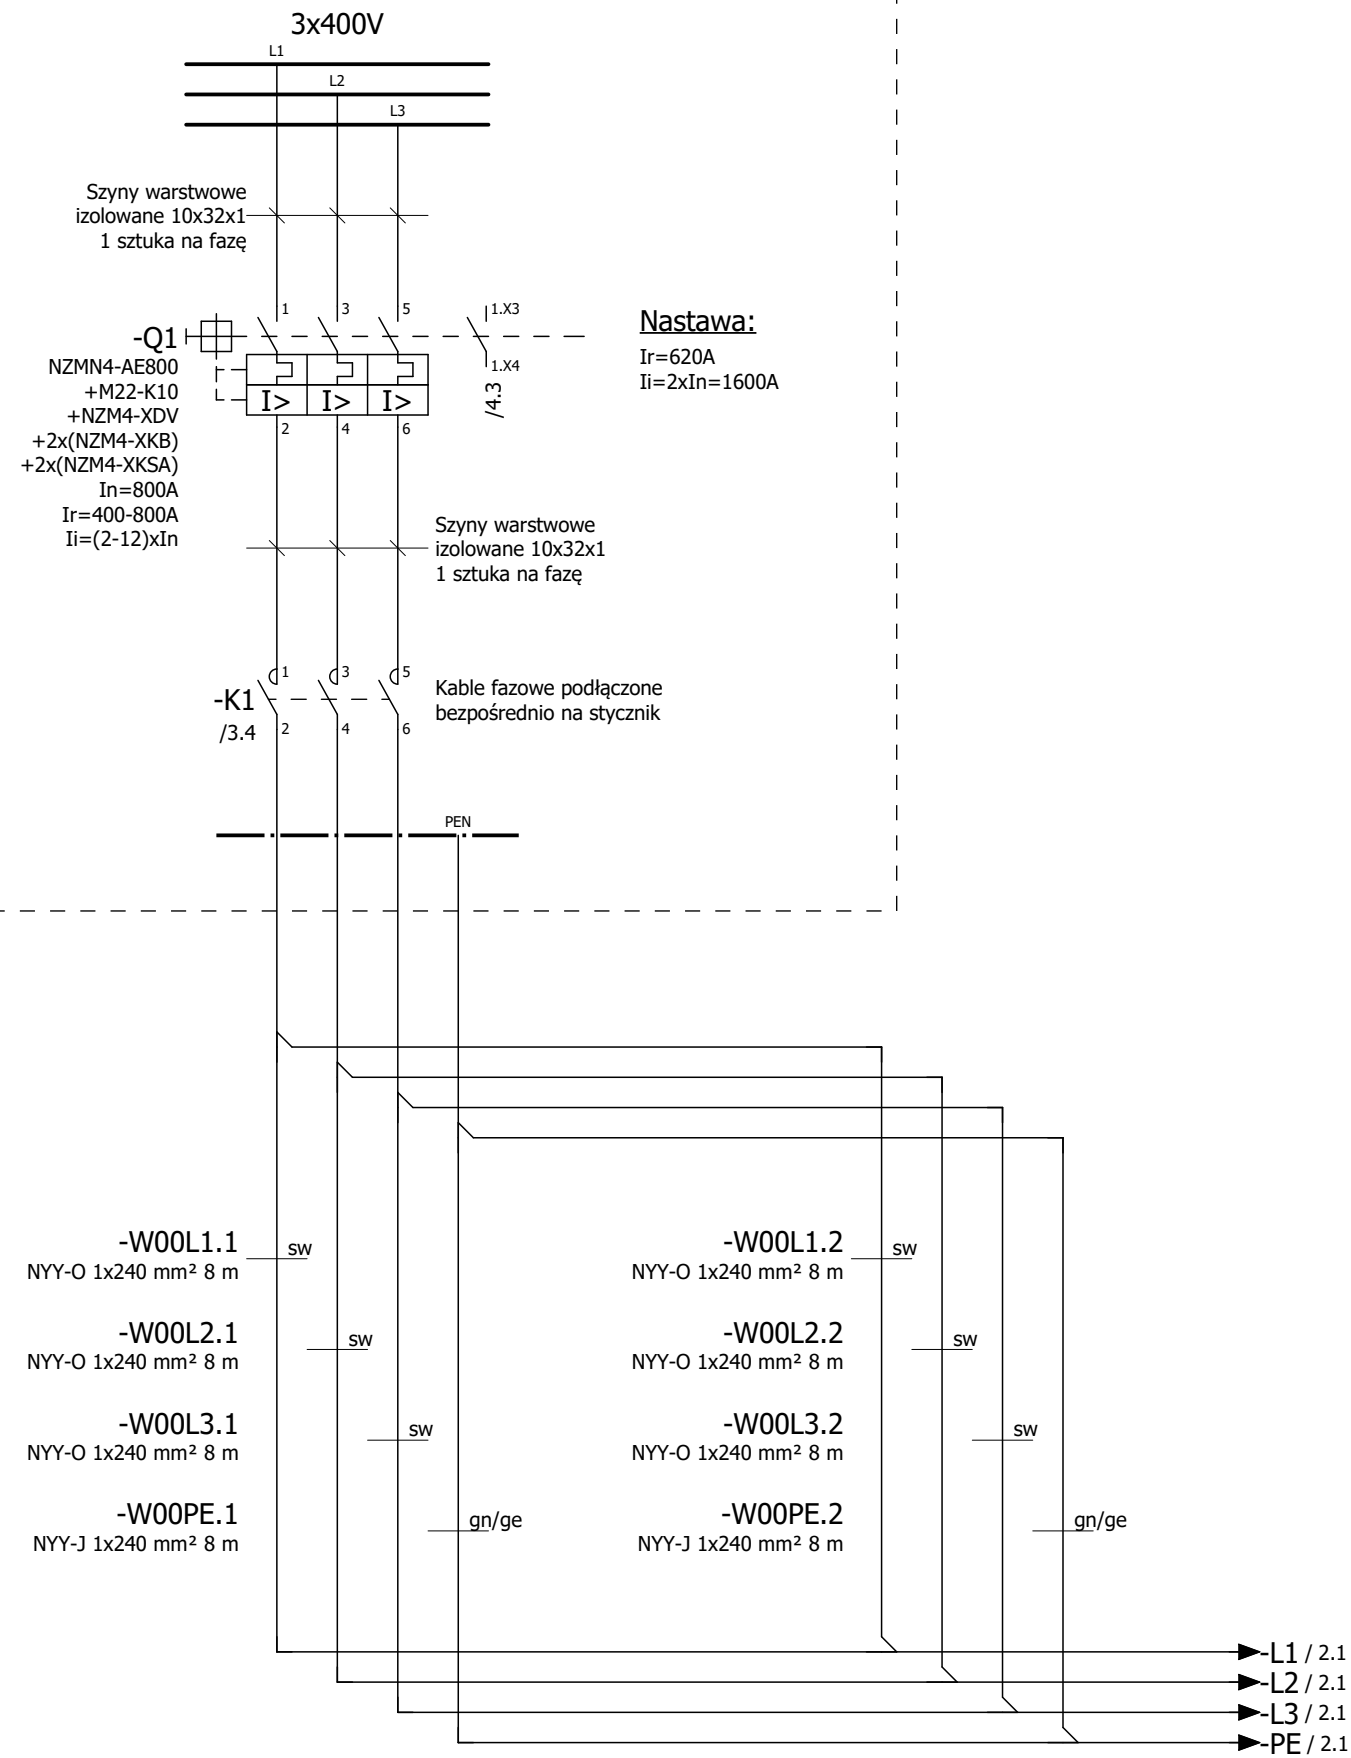 3x400V
L1
L2
L3
Szyny warstwowe
izolowane 10x32x1
1 sztuka na fazę
-Q1
NZMN4-AE800
+M22-K10
+NZM4-XDV
+2x(NZM4-XKB)
+2x(NZM4-XKSA)
In=800A
Ir=400-800A
Ii=(2-12)xIn
1
3
5
I>
I>
I>
2
4
6
1.X3
1.X4
/4.3
Nastawa:
Ir=620A
Ii=2xIn=1600A
Szyny warstwowe
izolowane 10x32x1
1 sztuka na fazę
-K1
/3.4
1
3
5
2
4
6
Kable fazowe podłączone
bezpośrednio na stycznik
PEN
-W00L1.1
NYY-O 1x240 mm² 8 m
sw
-W00L1.2
NYY-O 1x240 mm² 8 m
sw
-W00L2.1
NYY-O 1x240 mm² 8 m
sw
-W00L2.2
NYY-O 1x240 mm² 8 m
sw
-W00L3.1
NYY-O 1x240 mm² 8 m
sw
-W00L3.2
NYY-O 1x240 mm² 8 m
sw
-W00PE.1
NYY-J 1x240 mm² 8 m
gn/ge
-W00PE.2
NYY-J 1x240 mm² 8 m
gn/ge
-L1 / 2.1
-L2 / 2.1
-L3 / 2.1
-PE / 2.1